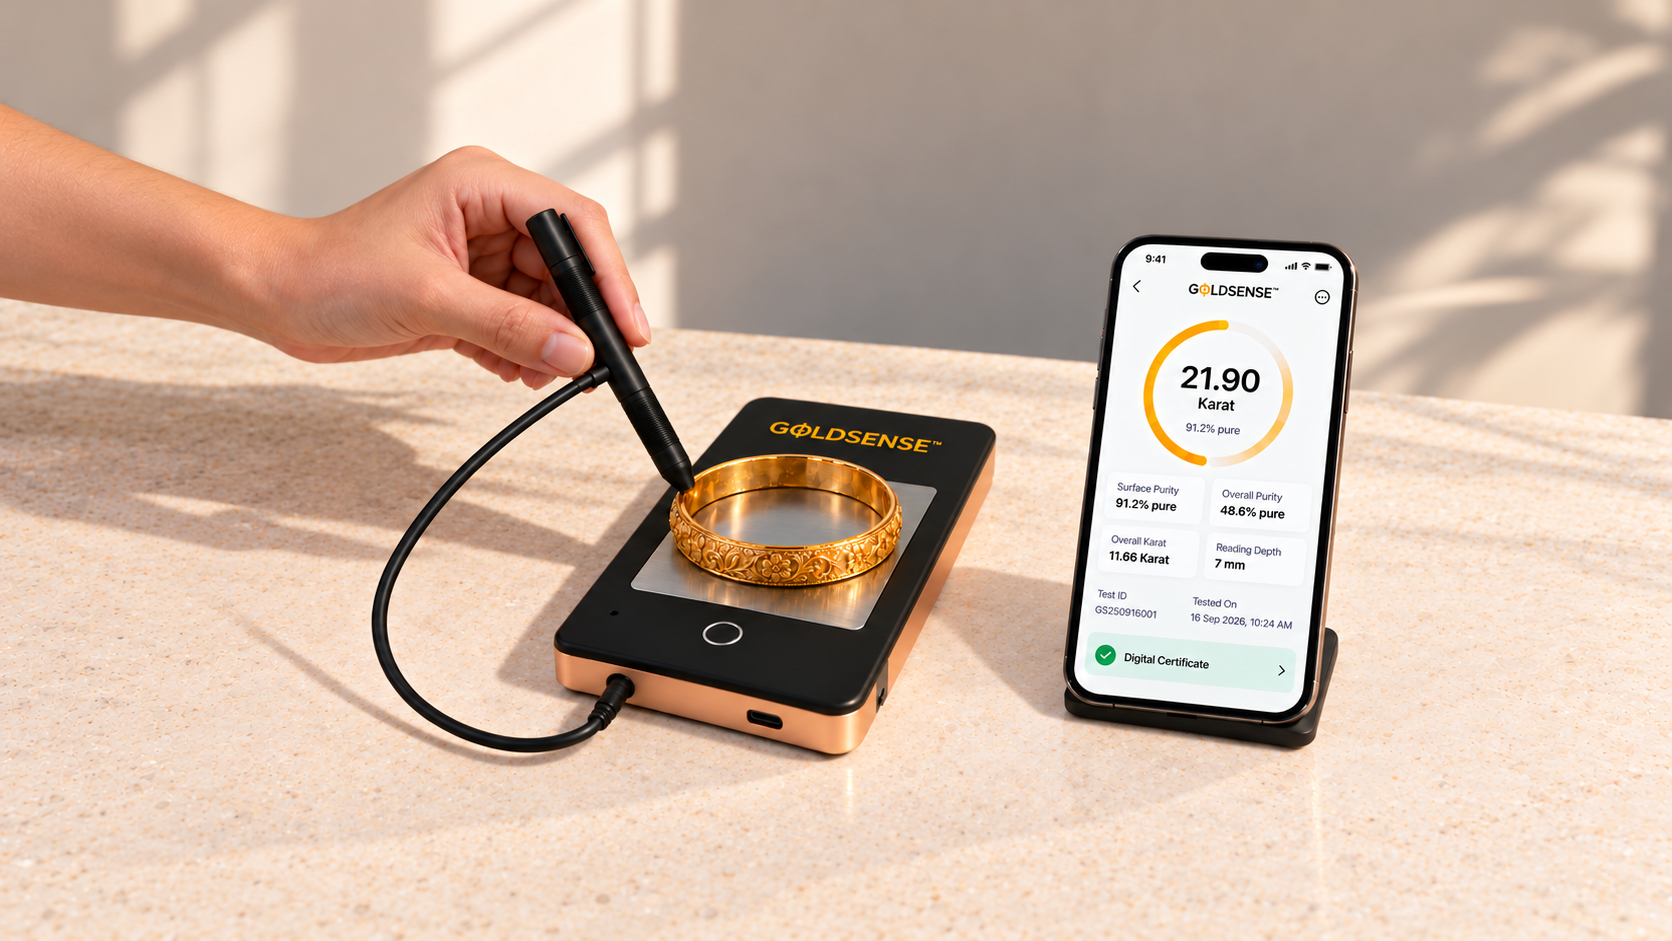 GOLDSENSE™
9:41
GOLDSENSE™
21.90
Karat
91.2% pure
Surface Purity
91.2% pure
Overall Purity
48.6% pure
Overall Karat
11.66 Karat
Reading Depth
7 mm
Test ID
GS250916001
Tested On
16 Sep 2026, 10:24 AM
Digital Certificate